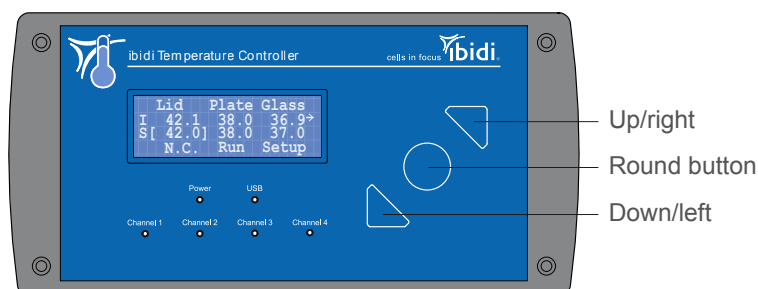 ibidi Temperature Controller
cells in focus ibidi®
Lid Plate Glass
I 42.1 38.0 36.9→
S[ 42.0] 38.0 37.0
N.C. Run Setup
Power USB
Channel 1 Channel 2 Channel 3 Channel 4
Up/right
Round button
Down/left